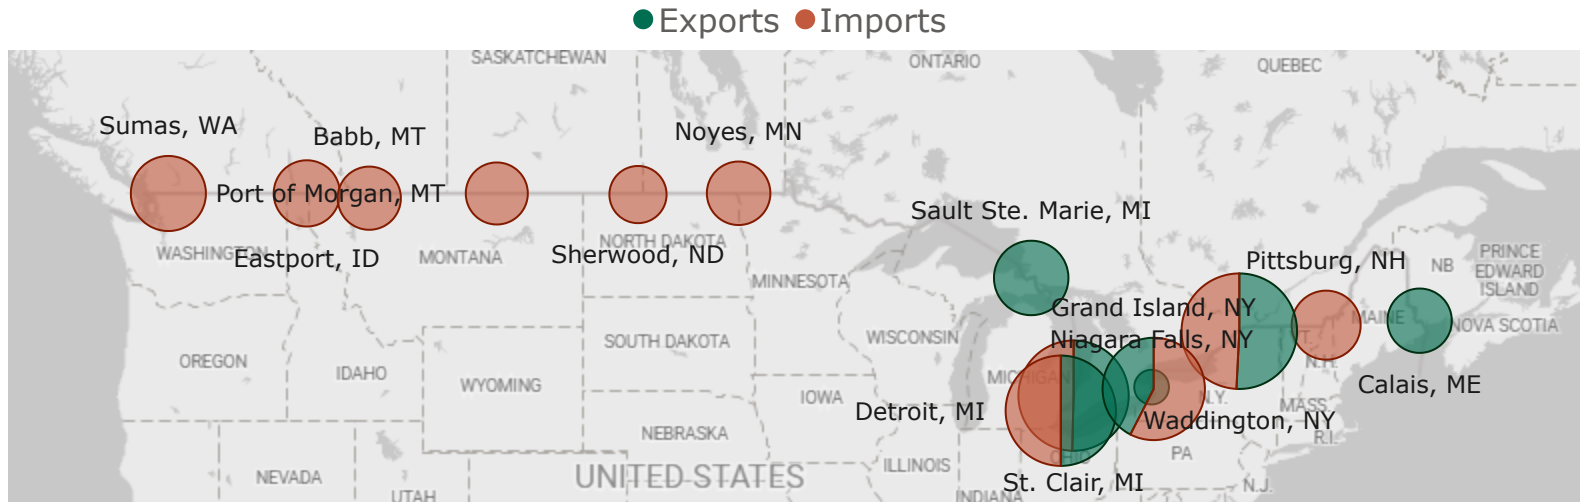 Exports Imports
SASKATCHEWAN
ONTARIO
QUEBEC
Sumas, WA
Babb, MT
Noyes, MN
Port of Morgan, MT
Sault Ste. Marie, MI
WASHINGTON
Eastport, ID
MONTANA
NORTH DAKOTA
Sherwood, ND
Pittsburg, NH
NB
PRINCE
EDWARD
ISLAND
MINNESOTA
Grand Island, NY
MAINE
NOVA SCOTIA
OREGON
IDAHO
WYOMING
SOUTH DAKOTA
WISCONSIN
Niagara Falls, NY
N.H.
MICHIGAN
Calais, ME
IOWA
Detroit, MI
N.Y.
MASS.
Waddington, NY
R.I.
NEBRASKA
PA
NEVADA
UTAH
UNITED STATES
ILLINOIS
OHIO
INDIANA
St. Clair, MI
N.J.